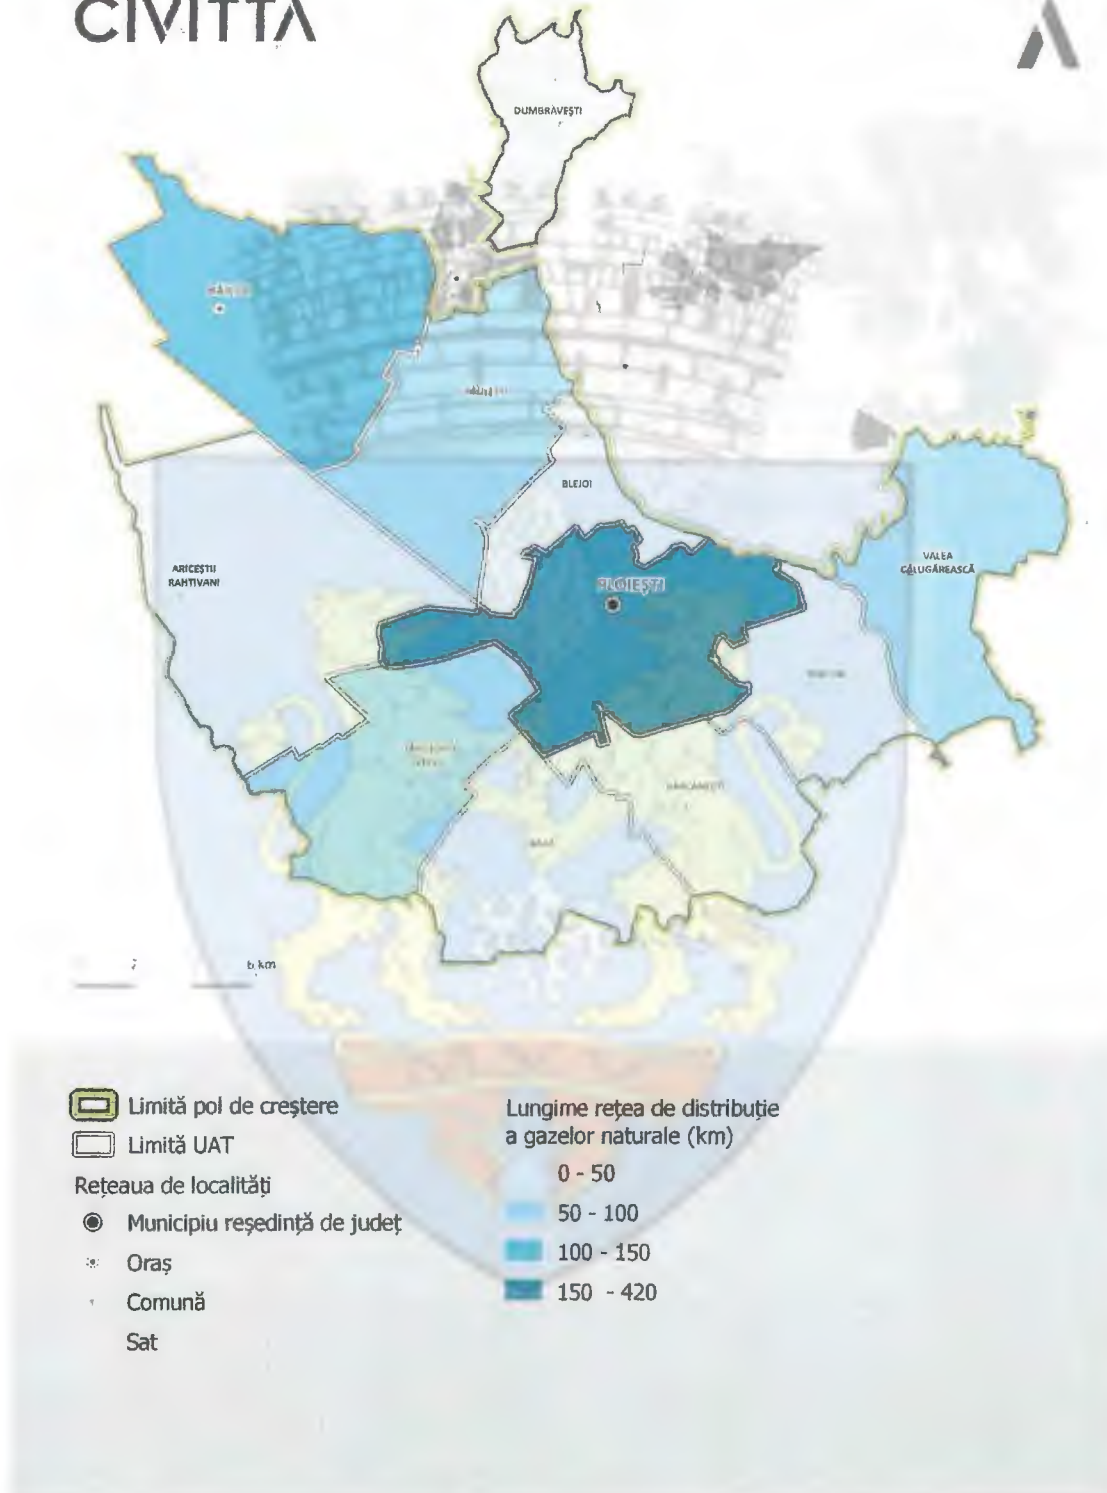 CIVITTA
DUMBRĂVEȘTI
BLEJOI
ARICEȘTII
RAHTIVANI
VALEA
CĂLUGĂREASCĂ
PLOIEȘTI
6 km
Limită pol de creștere
Limită UAT
Rețeaua de localități
Municipiu reședință de județ
Oraș
Comună
Sat
Lungime rețea de distribuție
a gazelor naturale (km)
0 - 50
50 - 100
100 - 150
150 - 420